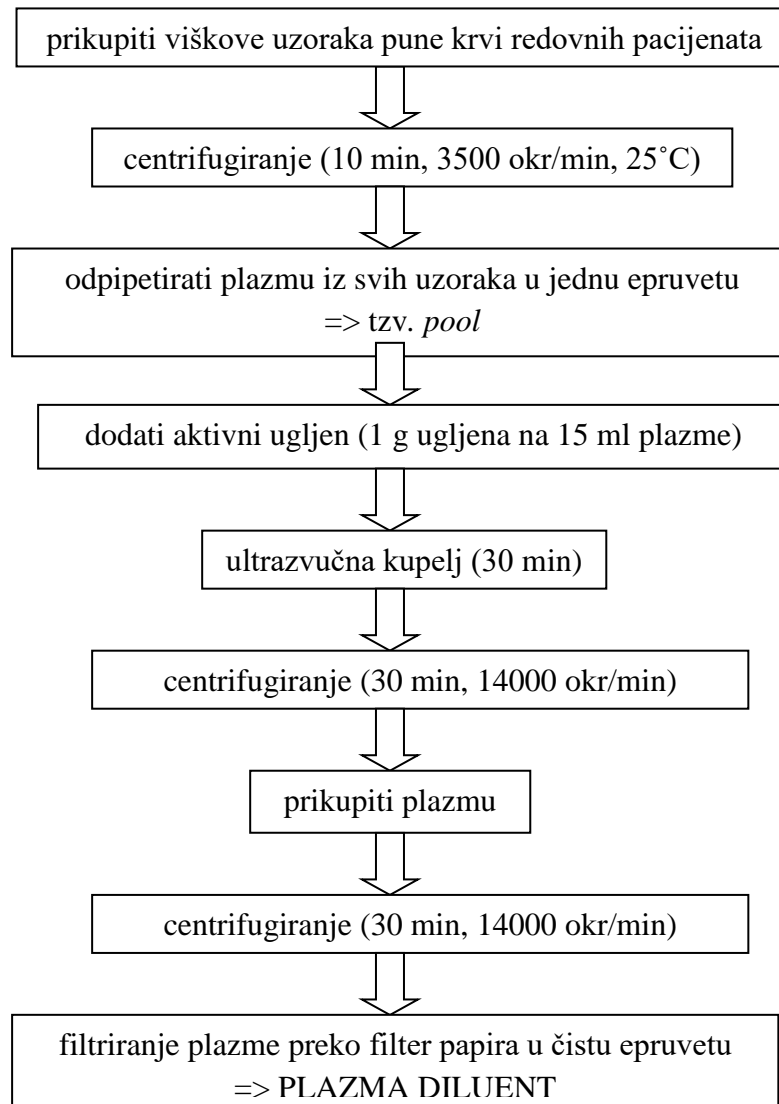 prikupiti viškove uzoraka pune krvi redovnih pacijenata
centrifugiranje (10 min, 3500 okr/min, 25˚C)
odpipetirati plazmu iz svih uzoraka u jednu epruvetu
=> tzv. pool
dodati aktivni ugljen (1 g ugljena na 15 ml plazme)
ultrazvučna kupelj (30 min)
centrifugiranje (30 min, 14000 okr/min)
prikupiti plazmu
centrifugiranje (30 min, 14000 okr/min)
filtriranje plazme preko filter papira u čistu epruvetu
=> PLAZMA DILUENT